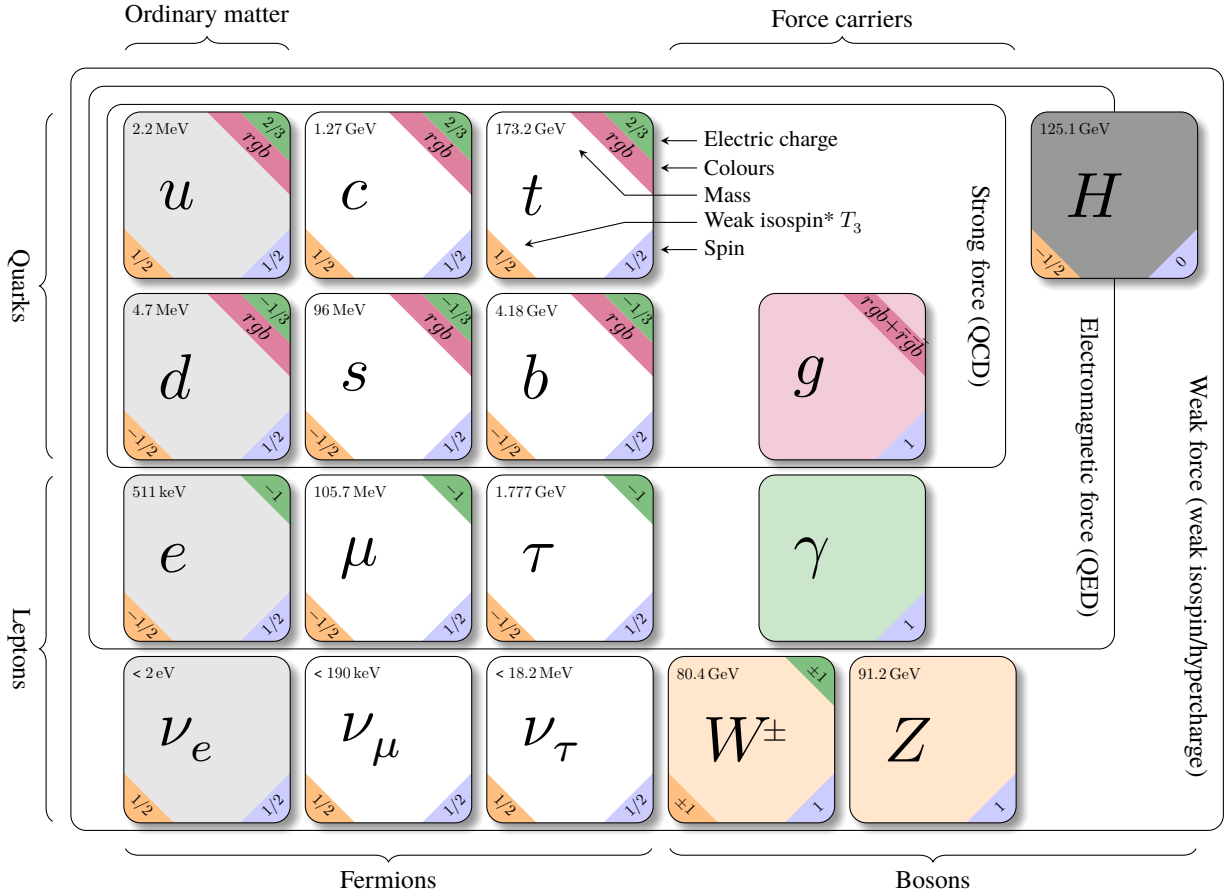 Ordinary matter
Force carriers
Quarks
Leptons
2.2 MeV
2/3
rgb
u
1/2
1/2
1.27 GeV
2/3
rgb
c
1/2
1/2
173.2 GeV
2/3
rgb
t
1/2
1/2
Electric charge
Colours
Mass
Weak isospin* T₃
Spin
125.1 GeV
H
−1/2
0
4.7 MeV
−1/3
rgb
d
−1/2
1/2
96 MeV
−1/3
rgb
s
−1/2
1/2
4.18 GeV
−1/3
rgb
b
−1/2
1/2
rgb+r̄ḡb̄
g
1
Strong force (QCD)
511 keV
−1
e
−1/2
1/2
105.7 MeV
−1
μ
−1/2
1/2
1.777 GeV
−1
τ
−1/2
1/2
γ
1
Electromagnetic force (QED)
< 2 eV
νe
1/2
1/2
< 190 keV
νμ
1/2
1/2
< 18.2 MeV
ντ
1/2
1/2
80.4 GeV
±1
W±
±1
1
91.2 GeV
Z
1
Weak force (weak isospin/hypercharge)
Fermions
Bosons